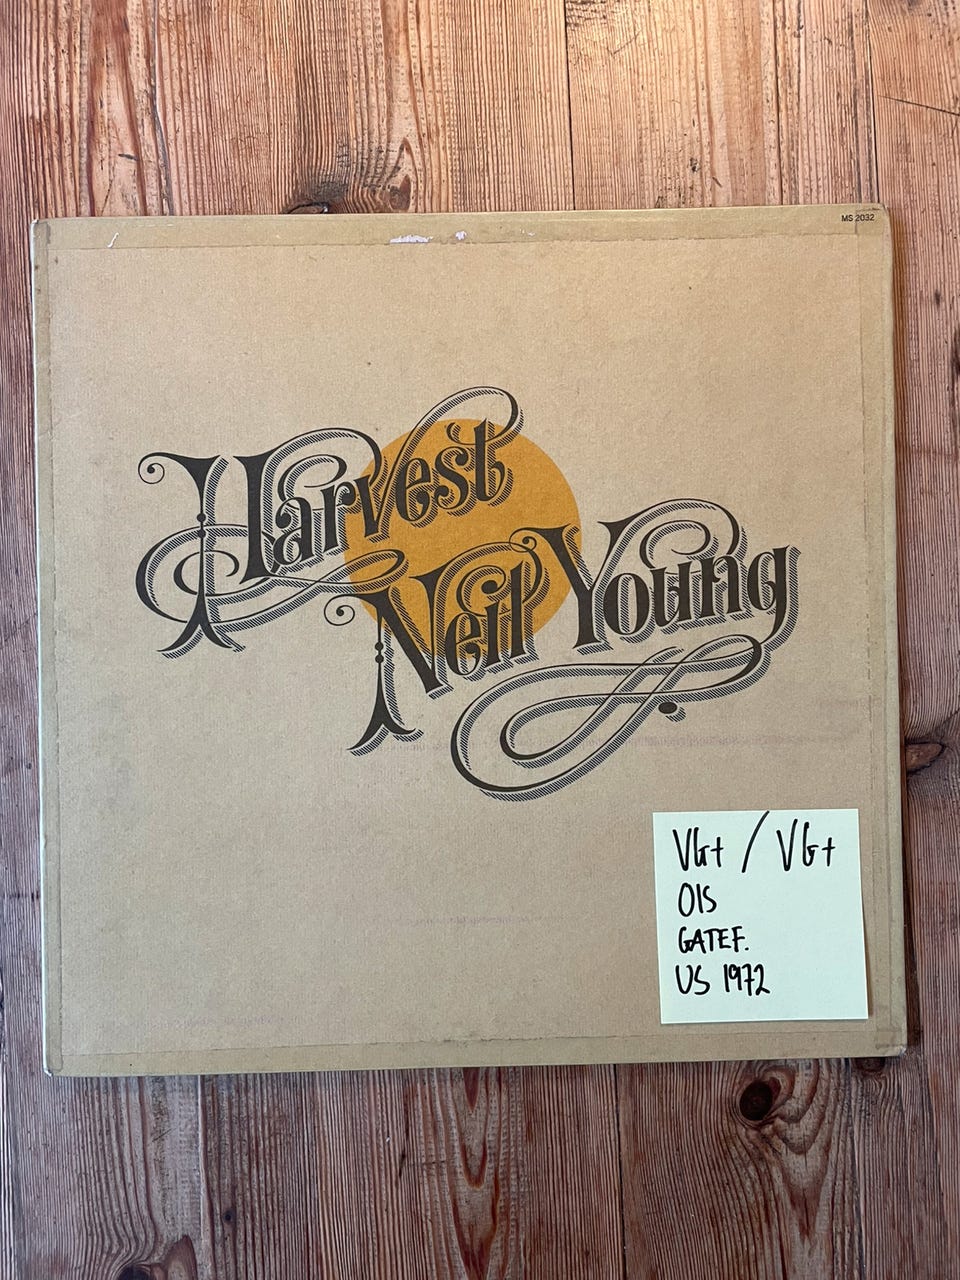 MS 2032
Harvest
Neil Young
VG+ / VG+
OIS
GATEF.
US 1972